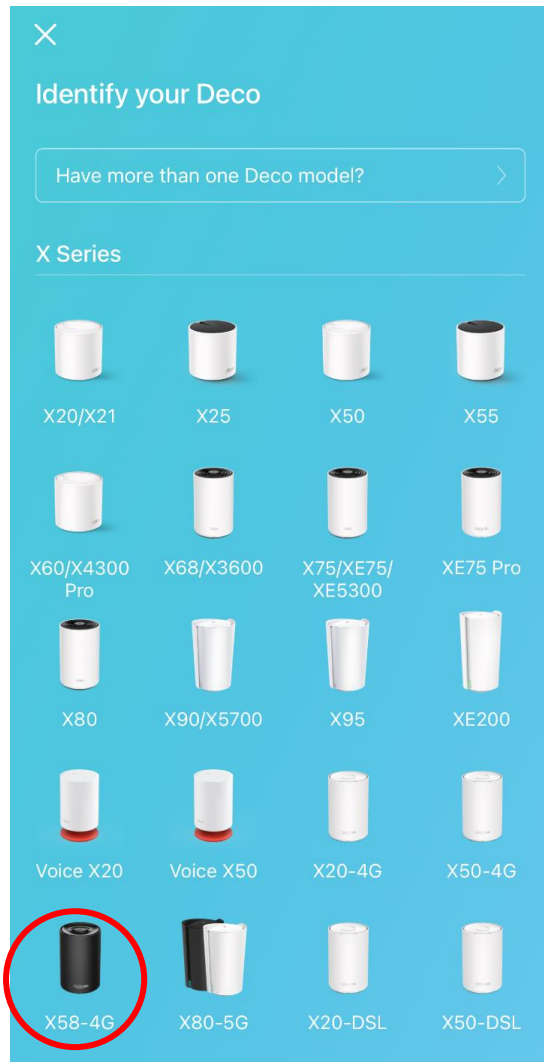 Identify your Deco
Have more than one Deco model?
X Series
X20/X21 X25 X50 X55
X60/X4300 Pro X68/X3600 X75/XE75/ XE5300 XE75 Pro
X80 X90/X5700 X95 XE200
Voice X20 Voice X50 X20-4G X50-4G
X58-4G X80-5G X20-DSL X50-DSL